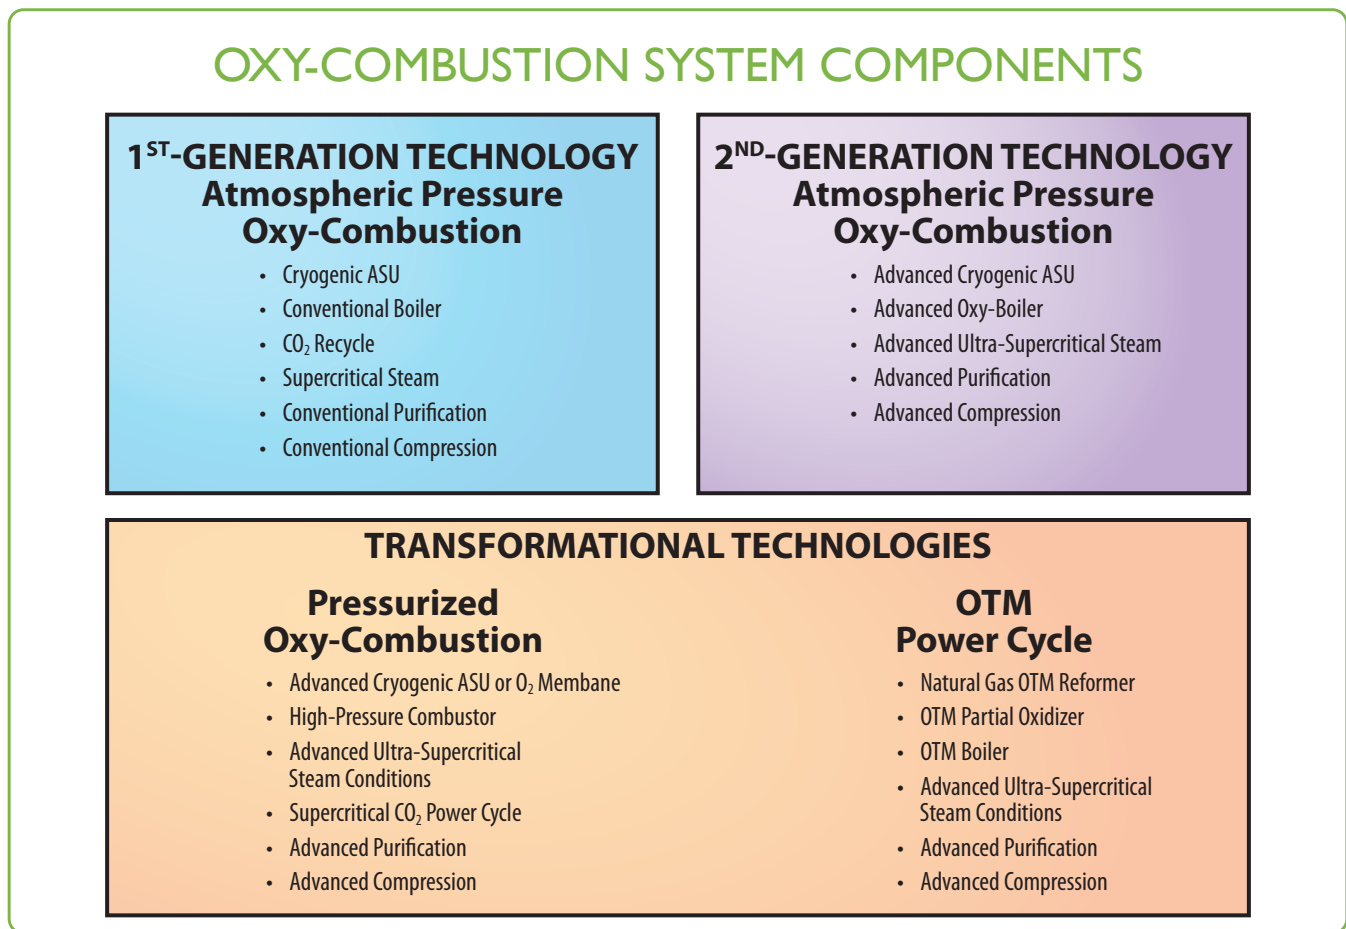 OXY-COMBUSTION SYSTEM COMPONENTS
1ST-GENERATION TECHNOLOGY
Atmospheric Pressure
Oxy-Combustion
• Cryogenic ASU
• Conventional Boiler
• CO2 Recycle
• Supercritical Steam
• Conventional Purification
• Conventional Compression
2ND-GENERATION TECHNOLOGY
Atmospheric Pressure
Oxy-Combustion
• Advanced Cryogenic ASU
• Advanced Oxy-Boiler
• Advanced Ultra-Supercritical Steam
• Advanced Purification
• Advanced Compression
TRANSFORMATIONAL TECHNOLOGIES
Pressurized
Oxy-Combustion
• Advanced Cryogenic ASU or O2 Membane
• High-Pressure Combustor
• Advanced Ultra-Supercritical
Steam Conditions
• Supercritical CO2 Power Cycle
• Advanced Purification
• Advanced Compression
OTM
Power Cycle
• Natural Gas OTM Reformer
• OTM Partial Oxidizer
• OTM Boiler
• Advanced Ultra-Supercritical
Steam Conditions
• Advanced Purification
• Advanced Compression